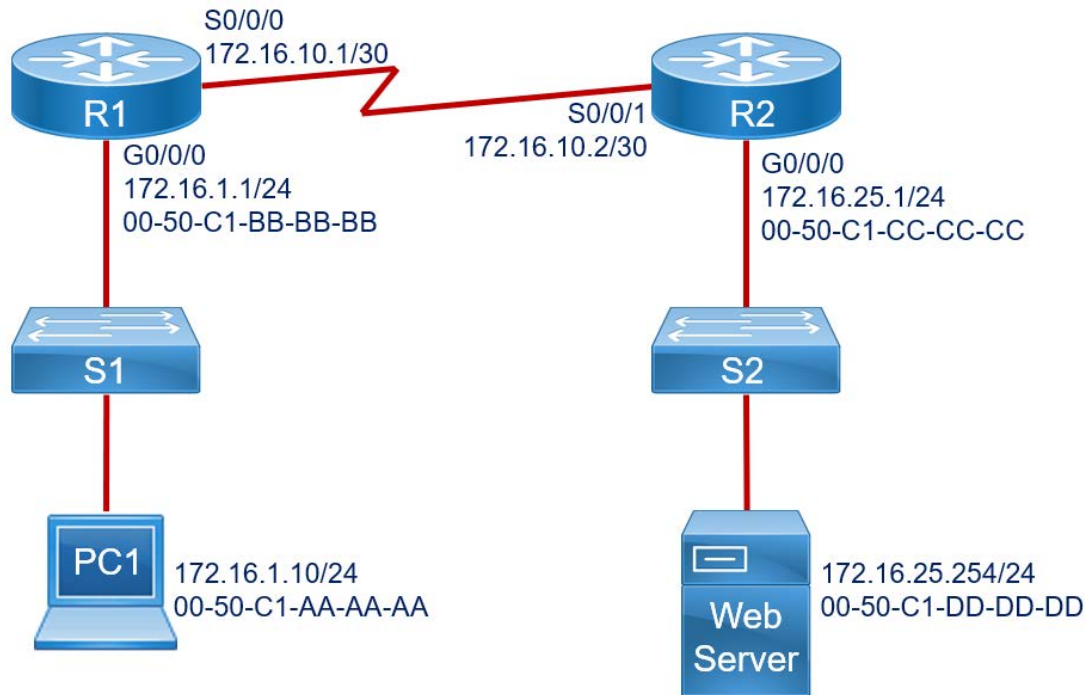 S0/0/0
172.16.10.1/30
R1
S0/0/1
172.16.10.2/30
R2
G0/0/0
172.16.1.1/24
00-50-C1-BB-BB-BB
G0/0/0
172.16.25.1/24
00-50-C1-CC-CC-CC
S1
S2
PC1
172.16.1.10/24
00-50-C1-AA-AA-AA
Web
Server
172.16.25.254/24
00-50-C1-DD-DD-DD